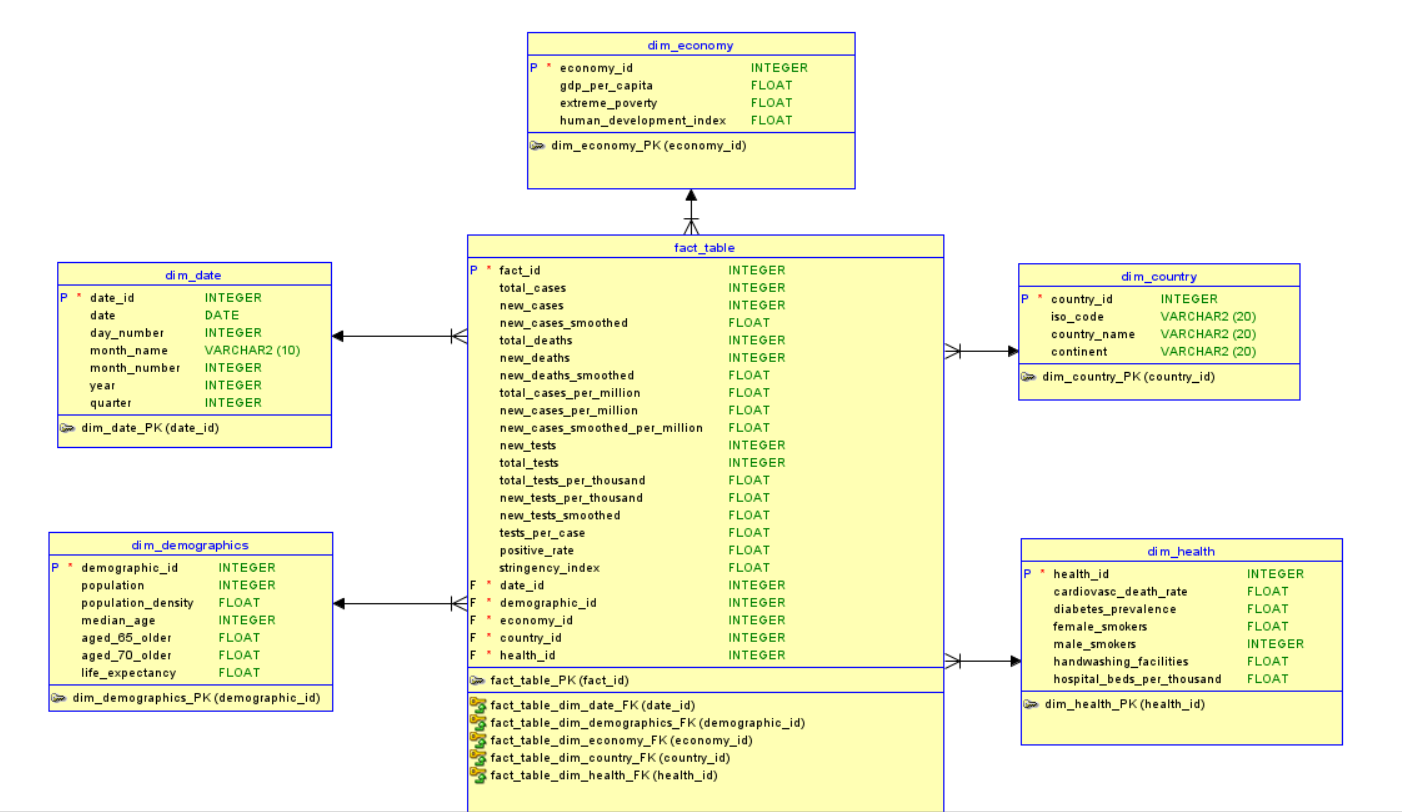 dim_economy
P * economy_id INTEGER
gdp_per_capita FLOAT
extreme_poverty FLOAT
human_development_index FLOAT
dim_economy_PK (economy_id)
dim_date
P * date_id INTEGER
date DATE
day_number INTEGER
month_name VARCHAR2 (10)
month_number INTEGER
year INTEGER
quarter INTEGER
dim_date_PK (date_id)
fact_table
P * fact_id INTEGER
total_cases INTEGER
new_cases INTEGER
new_cases_smoothed FLOAT
total_deaths INTEGER
new_deaths INTEGER
new_deaths_smoothed FLOAT
total_cases_per_million FLOAT
new_cases_per_million FLOAT
new_cases_smoothed_per_million FLOAT
new_tests INTEGER
total_tests INTEGER
total_tests_per_thousand FLOAT
new_tests_per_thousand FLOAT
new_tests_smoothed FLOAT
tests_per_case FLOAT
positive_rate FLOAT
stringency_index FLOAT
F * date_id INTEGER
F * demographic_id INTEGER
F * economy_id INTEGER
F * country_id INTEGER
F * health_id INTEGER
fact_table_PK (fact_id)
fact_table_dim_date_FK (date_id)
fact_table_dim_demographics_FK (demographic_id)
fact_table_dim_economy_FK (economy_id)
fact_table_dim_country_FK (country_id)
fact_table_dim_health_FK (health_id)
dim_country
P * country_id INTEGER
iso_code VARCHAR2 (20)
country_name VARCHAR2 (20)
continent VARCHAR2 (20)
dim_country_PK (country_id)
dim_demographics
P * demographic_id INTEGER
population INTEGER
population_density FLOAT
median_age INTEGER
aged_65_older FLOAT
aged_70_older FLOAT
life_expectancy FLOAT
dim_demographics_PK (demographic_id)
dim_health
P * health_id INTEGER
cardiovasc_death_rate FLOAT
diabetes_prevalence FLOAT
female_smokers FLOAT
male_smokers INTEGER
handwashing_facilities FLOAT
hospital_beds_per_thousand FLOAT
dim_health_PK (health_id)